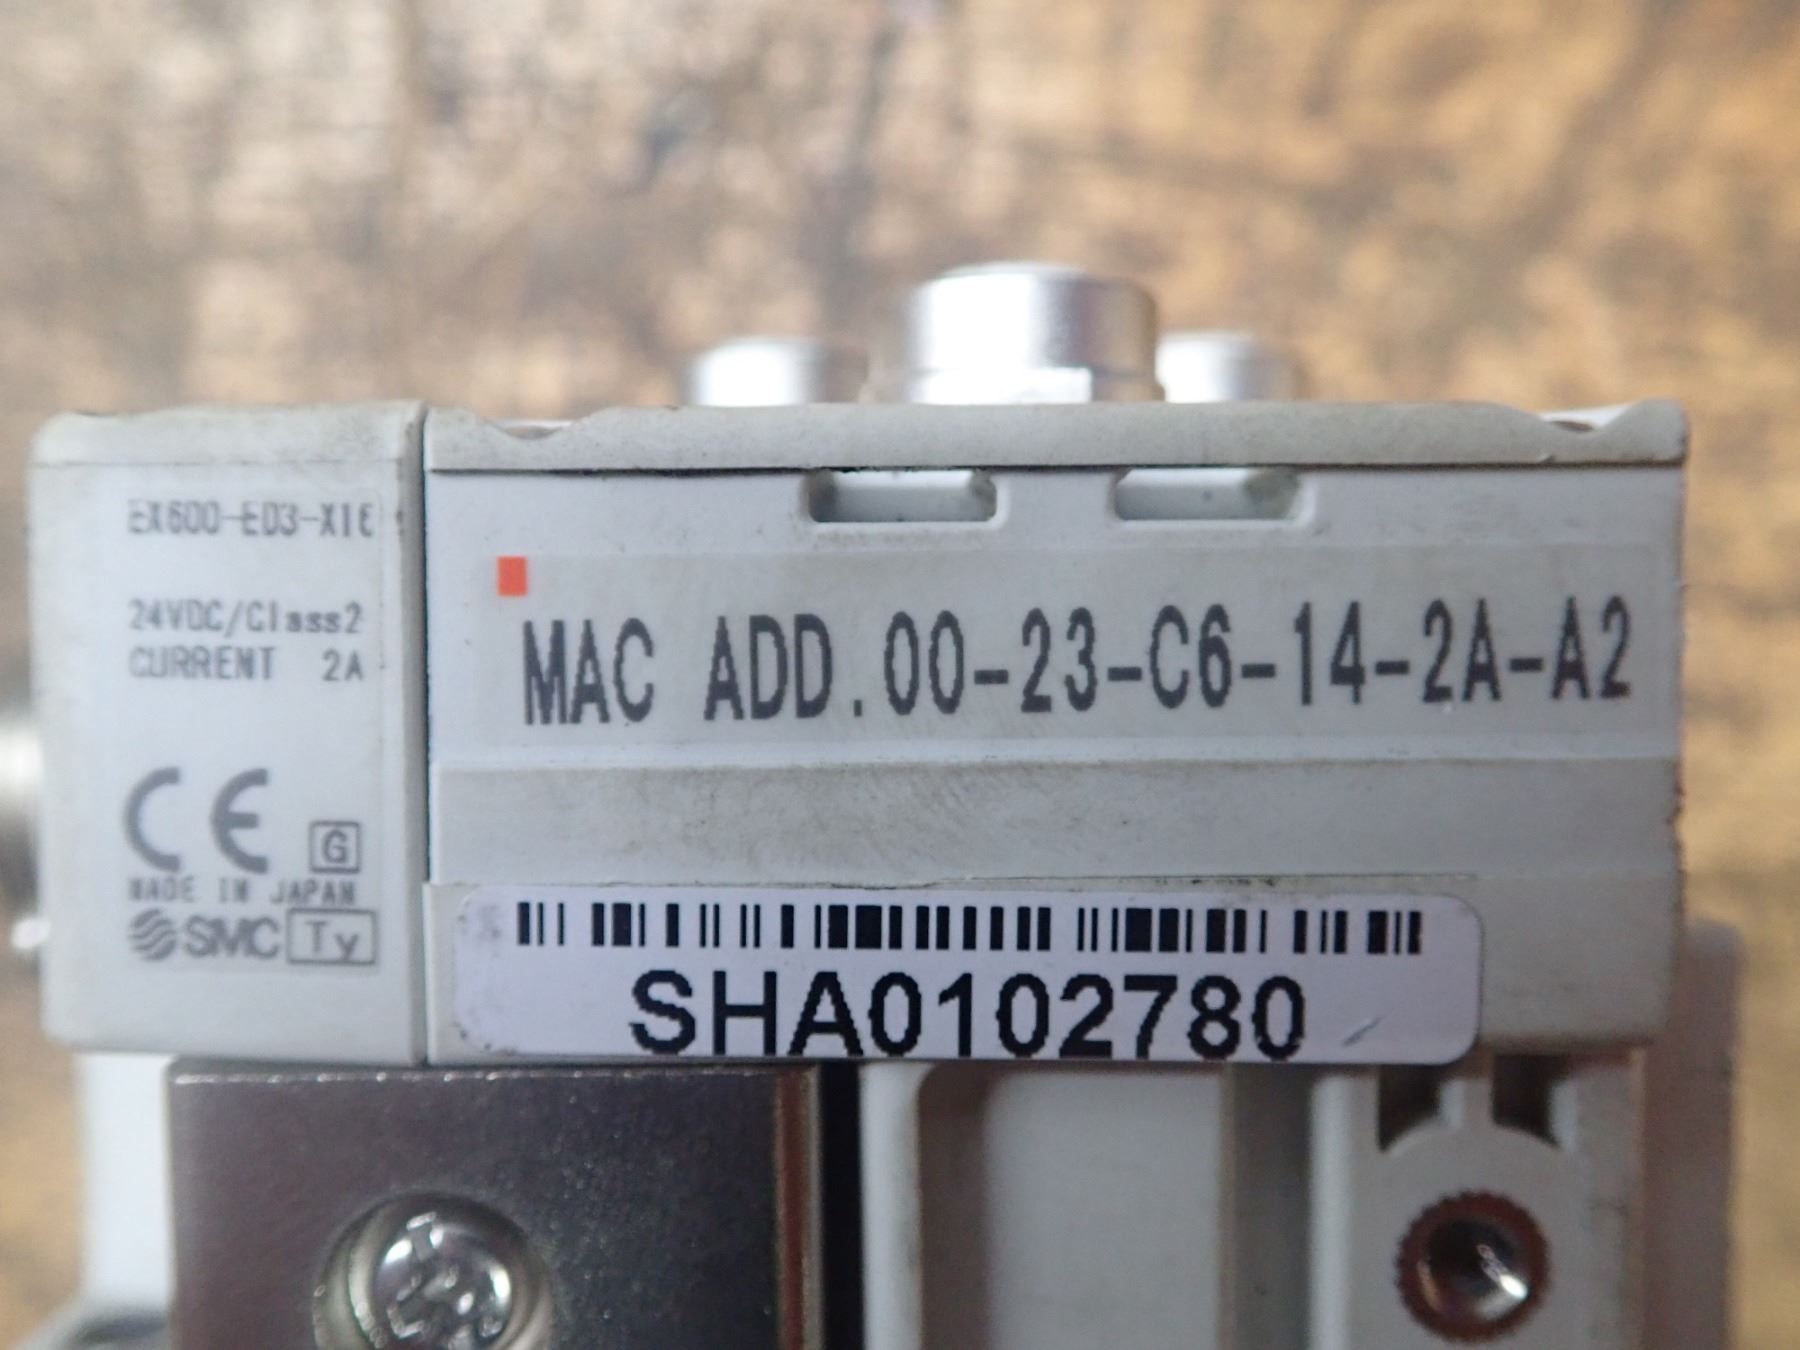 EX600-ED3-X16
24VDC/Class2
CURRENT 2A
CE
G
MADE IN JAPAN
SMC Ty
MAC ADD.00-23-C6-14-2A-A2
SHA0102780